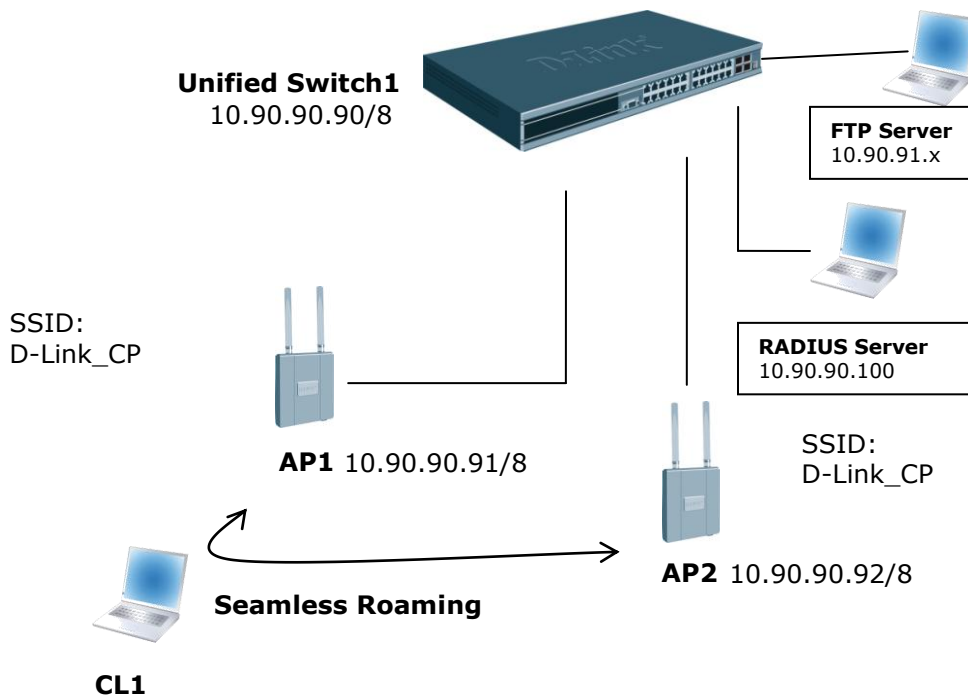 D-Link
Unified Switch1
10.90.90.90/8
FTP Server
10.90.91.x
SSID:
D-Link_CP
RADIUS Server
10.90.90.100
AP1 10.90.90.91/8
SSID:
D-Link_CP
AP2 10.90.90.92/8
Seamless Roaming
CL1